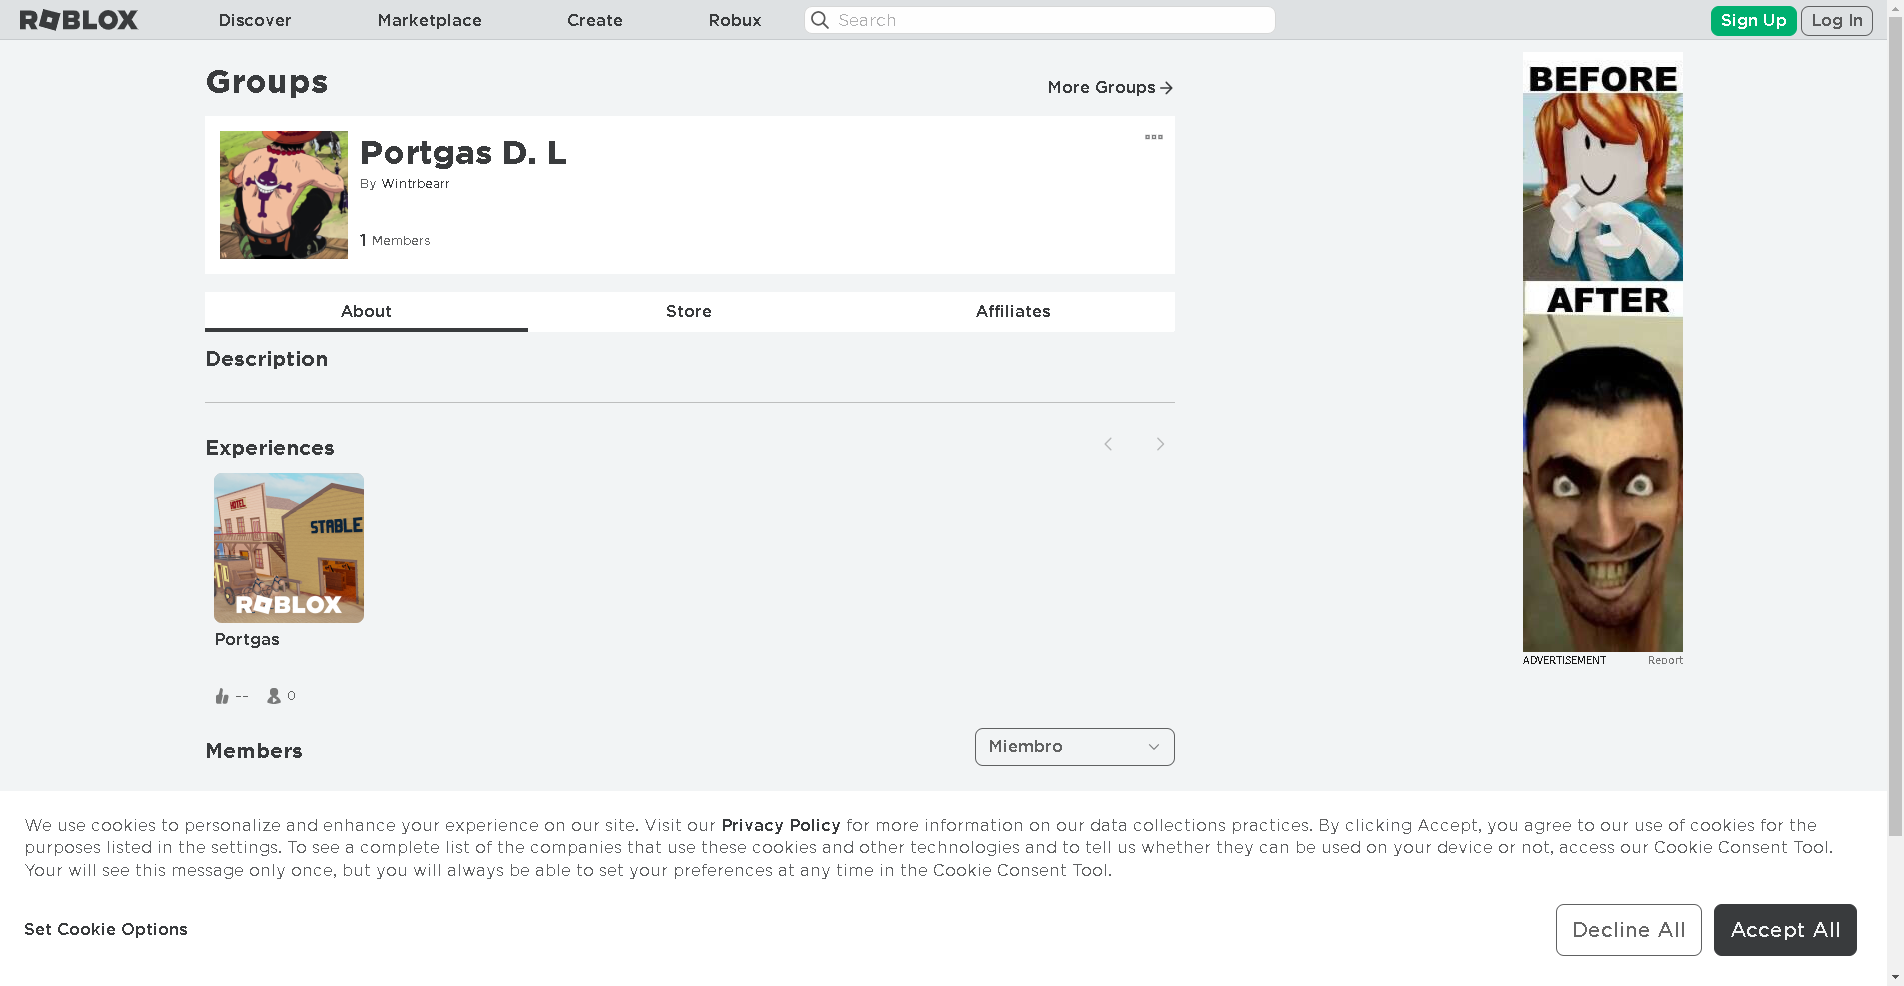 ROBLOX
Discover
Marketplace
Create
Robux
Search
Sign Up
Log In
Groups
More Groups
Portgas D. L
By Wintrbearr
1 Members
About
Store
Affiliates
Description
Experiences
HOTEL
STABLE
ROBLOX
Portgas
--
0
Members
Miembro
BEFORE
AFTER
ADVERTISEMENT
Report
We use cookies to personalize and enhance your experience on our site. Visit our Privacy Policy for more information on our data collections practices. By clicking Accept, you agree to our use of cookies for the
purposes listed in the settings. To see a complete list of the companies that use these cookies and other technologies and to tell us whether they can be used on your device or not, access our Cookie Consent Tool.
Your will see this message only once, but you will always be able to set your preferences at any time in the Cookie Consent Tool.
Set Cookie Options
Decline All
Accept All